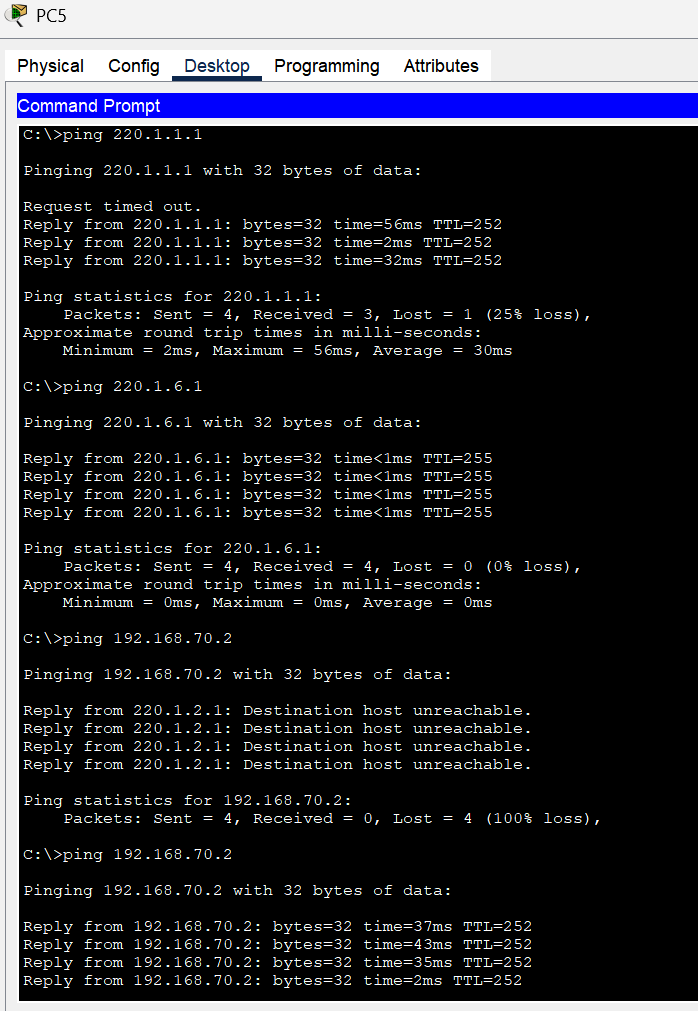 PC5
Physical Config Desktop Programming Attributes
Command Prompt
C:\>ping 220.1.1.1
Pinging 220.1.1.1 with 32 bytes of data:
Request timed out.
Reply from 220.1.1.1: bytes=32 time=56ms TTL=252
Reply from 220.1.1.1: bytes=32 time=2ms TTL=252
Reply from 220.1.1.1: bytes=32 time=32ms TTL=252
Ping statistics for 220.1.1.1:
    Packets: Sent = 4, Received = 3, Lost = 1 (25% loss),
Approximate round trip times in milli-seconds:
    Minimum = 2ms, Maximum = 56ms, Average = 30ms
C:\>ping 220.1.6.1
Pinging 220.1.6.1 with 32 bytes of data:
Reply from 220.1.6.1: bytes=32 time<1ms TTL=255
Reply from 220.1.6.1: bytes=32 time<1ms TTL=255
Reply from 220.1.6.1: bytes=32 time<1ms TTL=255
Reply from 220.1.6.1: bytes=32 time<1ms TTL=255
Ping statistics for 220.1.6.1:
    Packets: Sent = 4, Received = 4, Lost = 0 (0% loss),
Approximate round trip times in milli-seconds:
    Minimum = 0ms, Maximum = 0ms, Average = 0ms
C:\>ping 192.168.70.2
Pinging 192.168.70.2 with 32 bytes of data:
Reply from 220.1.2.1: Destination host unreachable.
Reply from 220.1.2.1: Destination host unreachable.
Reply from 220.1.2.1: Destination host unreachable.
Reply from 220.1.2.1: Destination host unreachable.
Ping statistics for 192.168.70.2:
    Packets: Sent = 4, Received = 0, Lost = 4 (100% loss),
C:\>ping 192.168.70.2
Pinging 192.168.70.2 with 32 bytes of data:
Reply from 192.168.70.2: bytes=32 time=37ms TTL=252
Reply from 192.168.70.2: bytes=32 time=43ms TTL=252
Reply from 192.168.70.2: bytes=32 time=35ms TTL=252
Reply from 192.168.70.2: bytes=32 time=2ms TTL=252